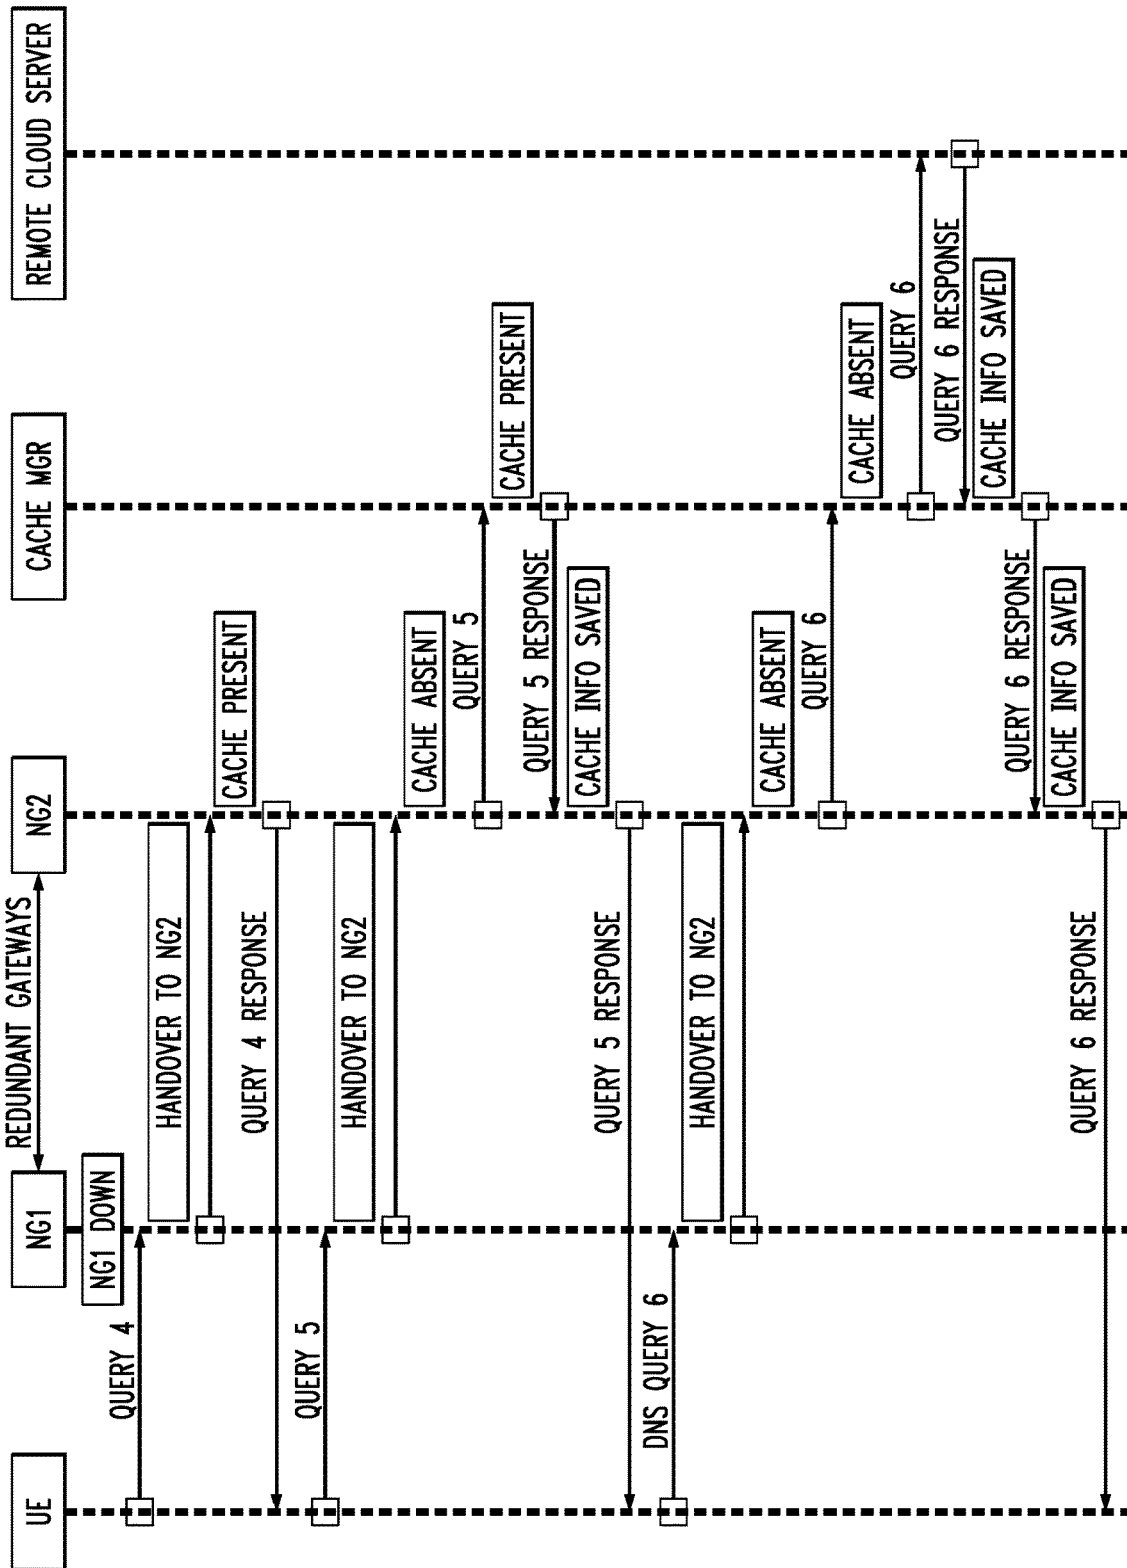 UE
NG1
REDUNDANT GATEWAYS
NG2
CACHE MGR
REMOTE CLOUD SERVER
NG1 DOWN
QUERY 4
HANDOVER TO NG2
CACHE PRESENT
QUERY 4 RESPONSE
QUERY 5
HANDOVER TO NG2
CACHE ABSENT
QUERY 5
CACHE PRESENT
QUERY 5 RESPONSE
CACHE INFO SAVED
QUERY 5 RESPONSE
DNS QUERY 6
HANDOVER TO NG2
CACHE ABSENT
QUERY 6
CACHE ABSENT
QUERY 6
QUERY 6 RESPONSE
CACHE INFO SAVED
QUERY 6 RESPONSE
CACHE INFO SAVED
QUERY 6 RESPONSE